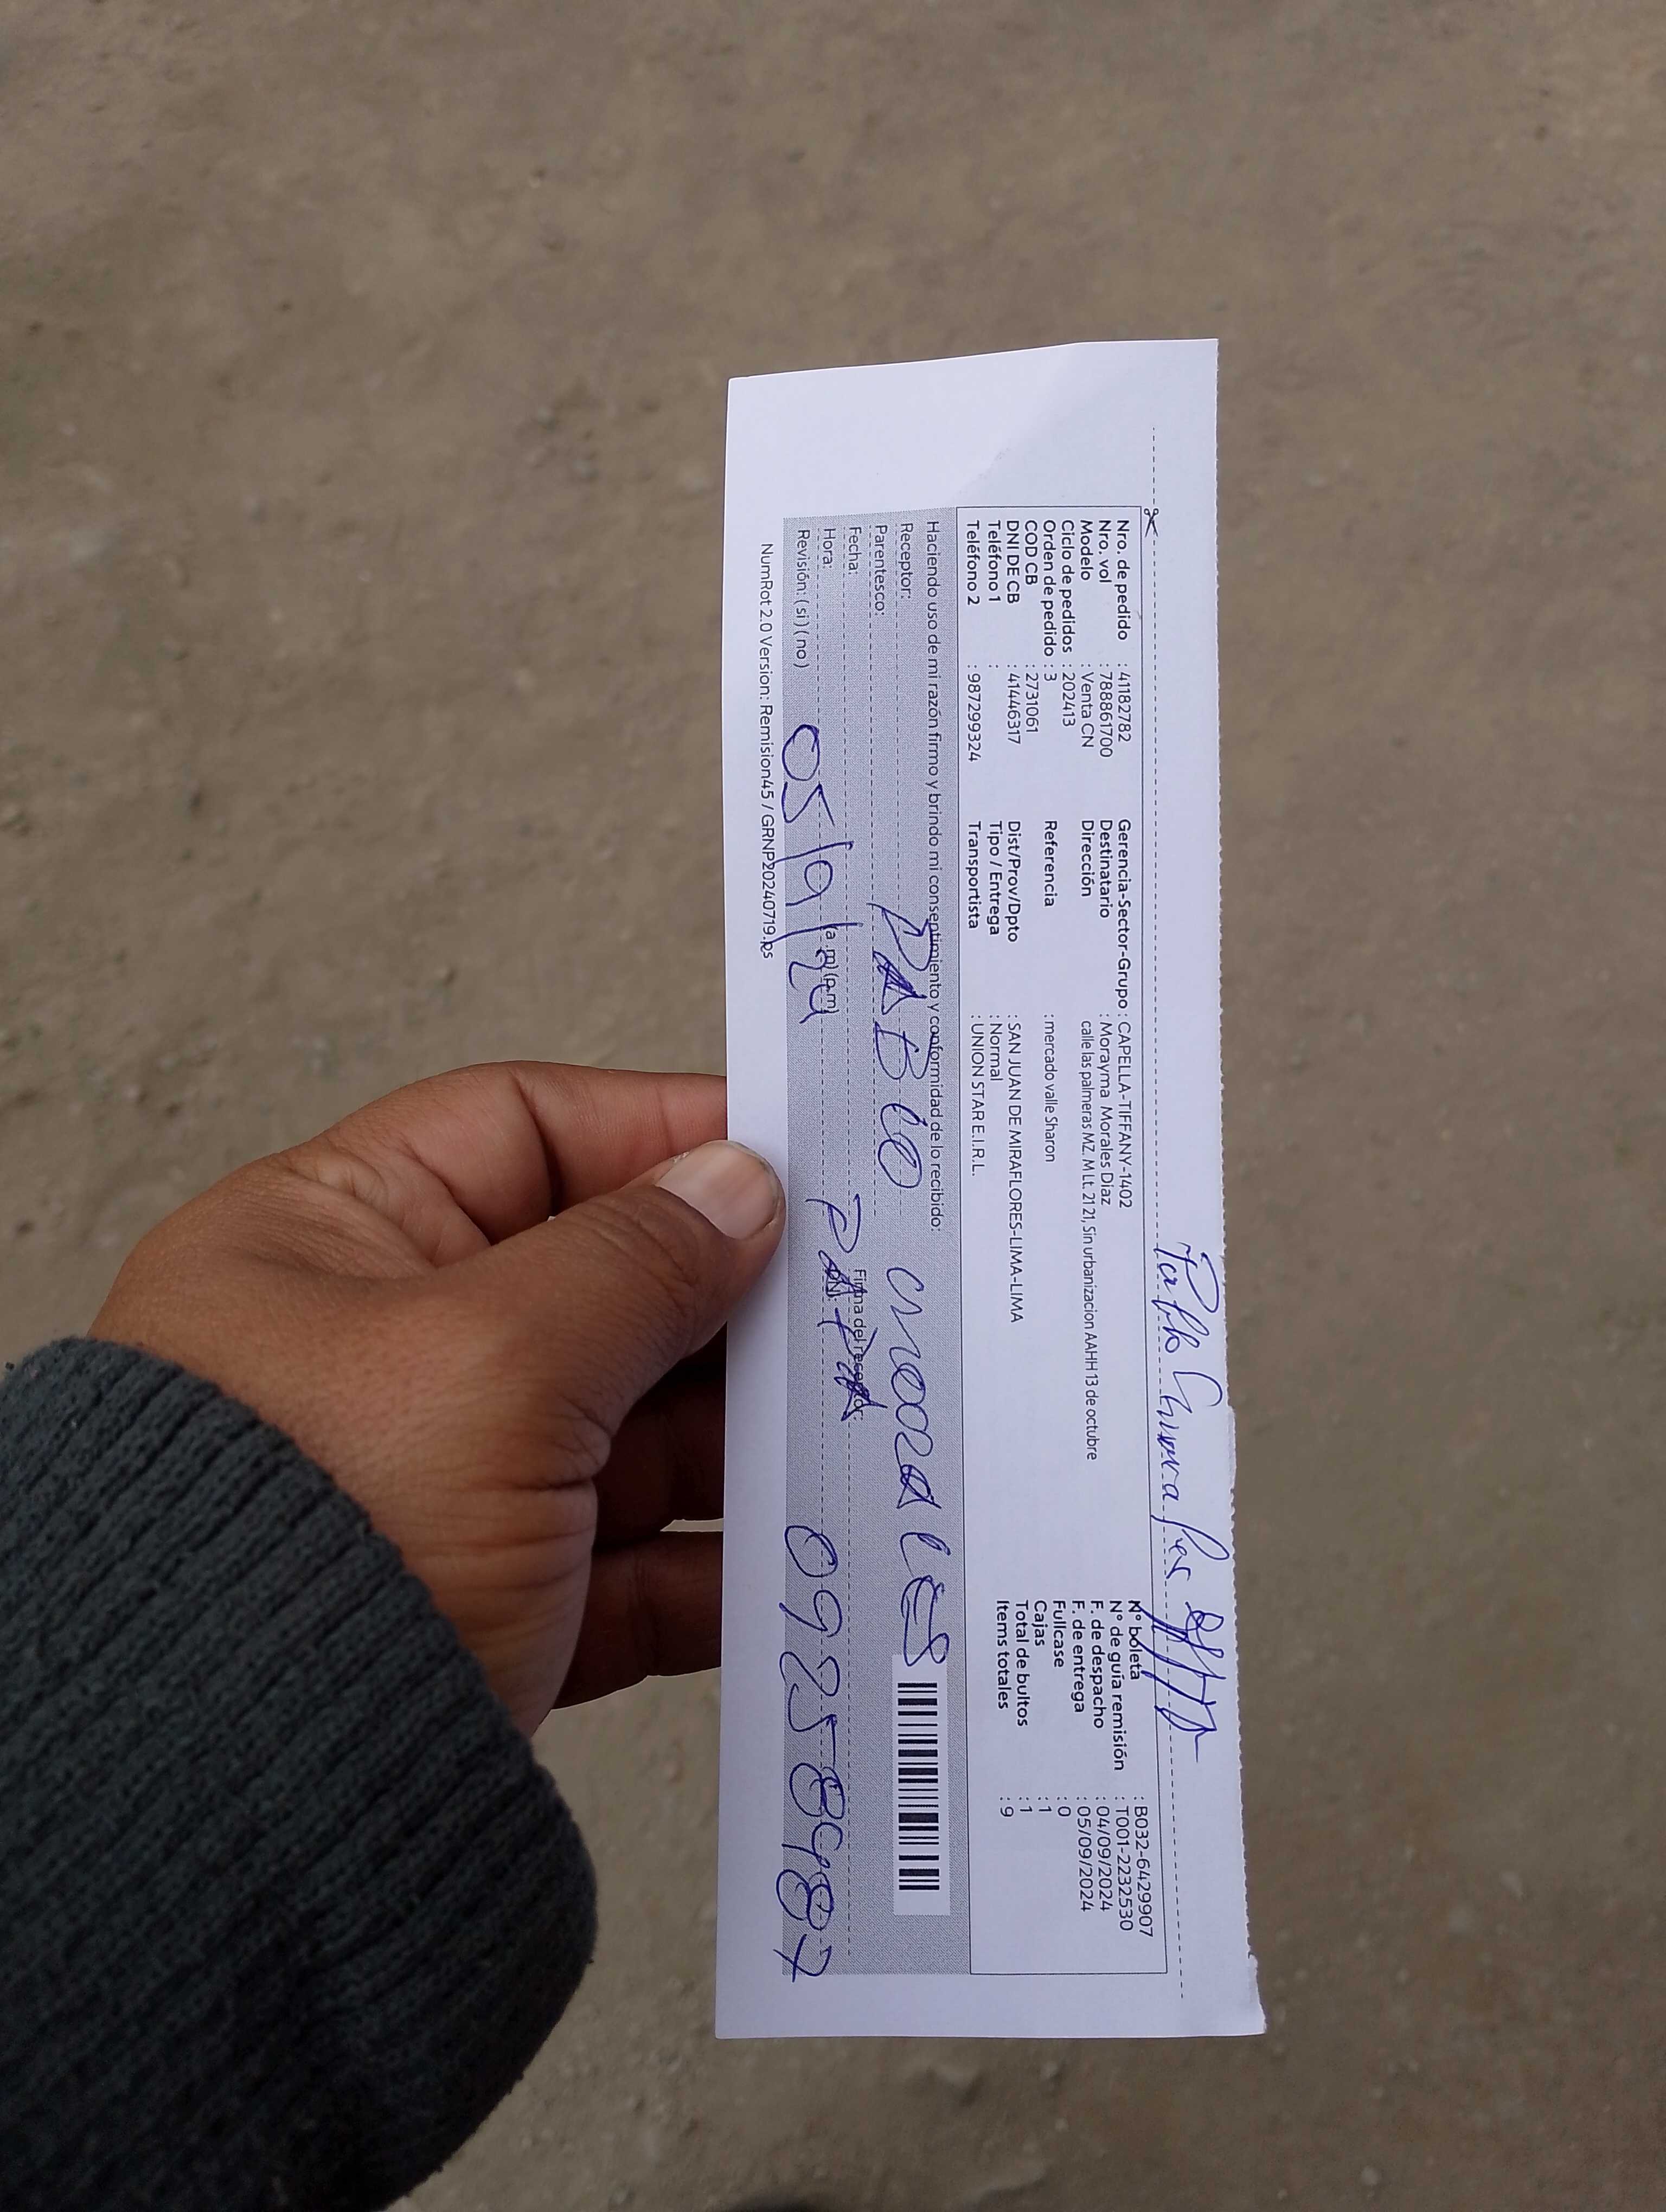 Nro. de pedido : 41182782 Gerencia-Sector-Grupo : CAPELLA-TIFFANY-1402 N° boleta : B032-6429907
Nro. vol : 788861700 Destinatario : Morayma Morales Diaz N° de guía remisión : T001-2232530
Modelo : Venta CN Dirección calle las palmeras MZ. M Lt. 21 21, Sin urbanizacion AAHH 13 de octubre F. de despacho : 04/09/2024
Ciclo de pedidos : 202413 F. de entrega : 05/09/2024
Orden de pedido : 3 Referencia : mercado valle Sharon Fullcase : 0
COD CB : 2731061 Cajas : 1
DNI DE CB : 41446317 Dist/Prov/Dpto : SAN JUAN DE MIRAFLORES-LIMA-LIMA Total de bultos : 1
Teléfono 1 : Tipo / Entrega : Normal Items totales : 9
Teléfono 2 : 987299324 Transportista : UNION STAR E.I.R.L.
Haciendo uso de mi razón firmo y brindo mi consentimiento y conformidad de lo recibido:
Receptor: PABLO MORALES
Parentesco:
Fecha: Firma del receptor:
Hora: (a.m) (p.m) PAPA
Revisión: ( si ) ( no ) 05/9/24
NumRot 2.0 Version: Remision45 / GRNP20240719.ps